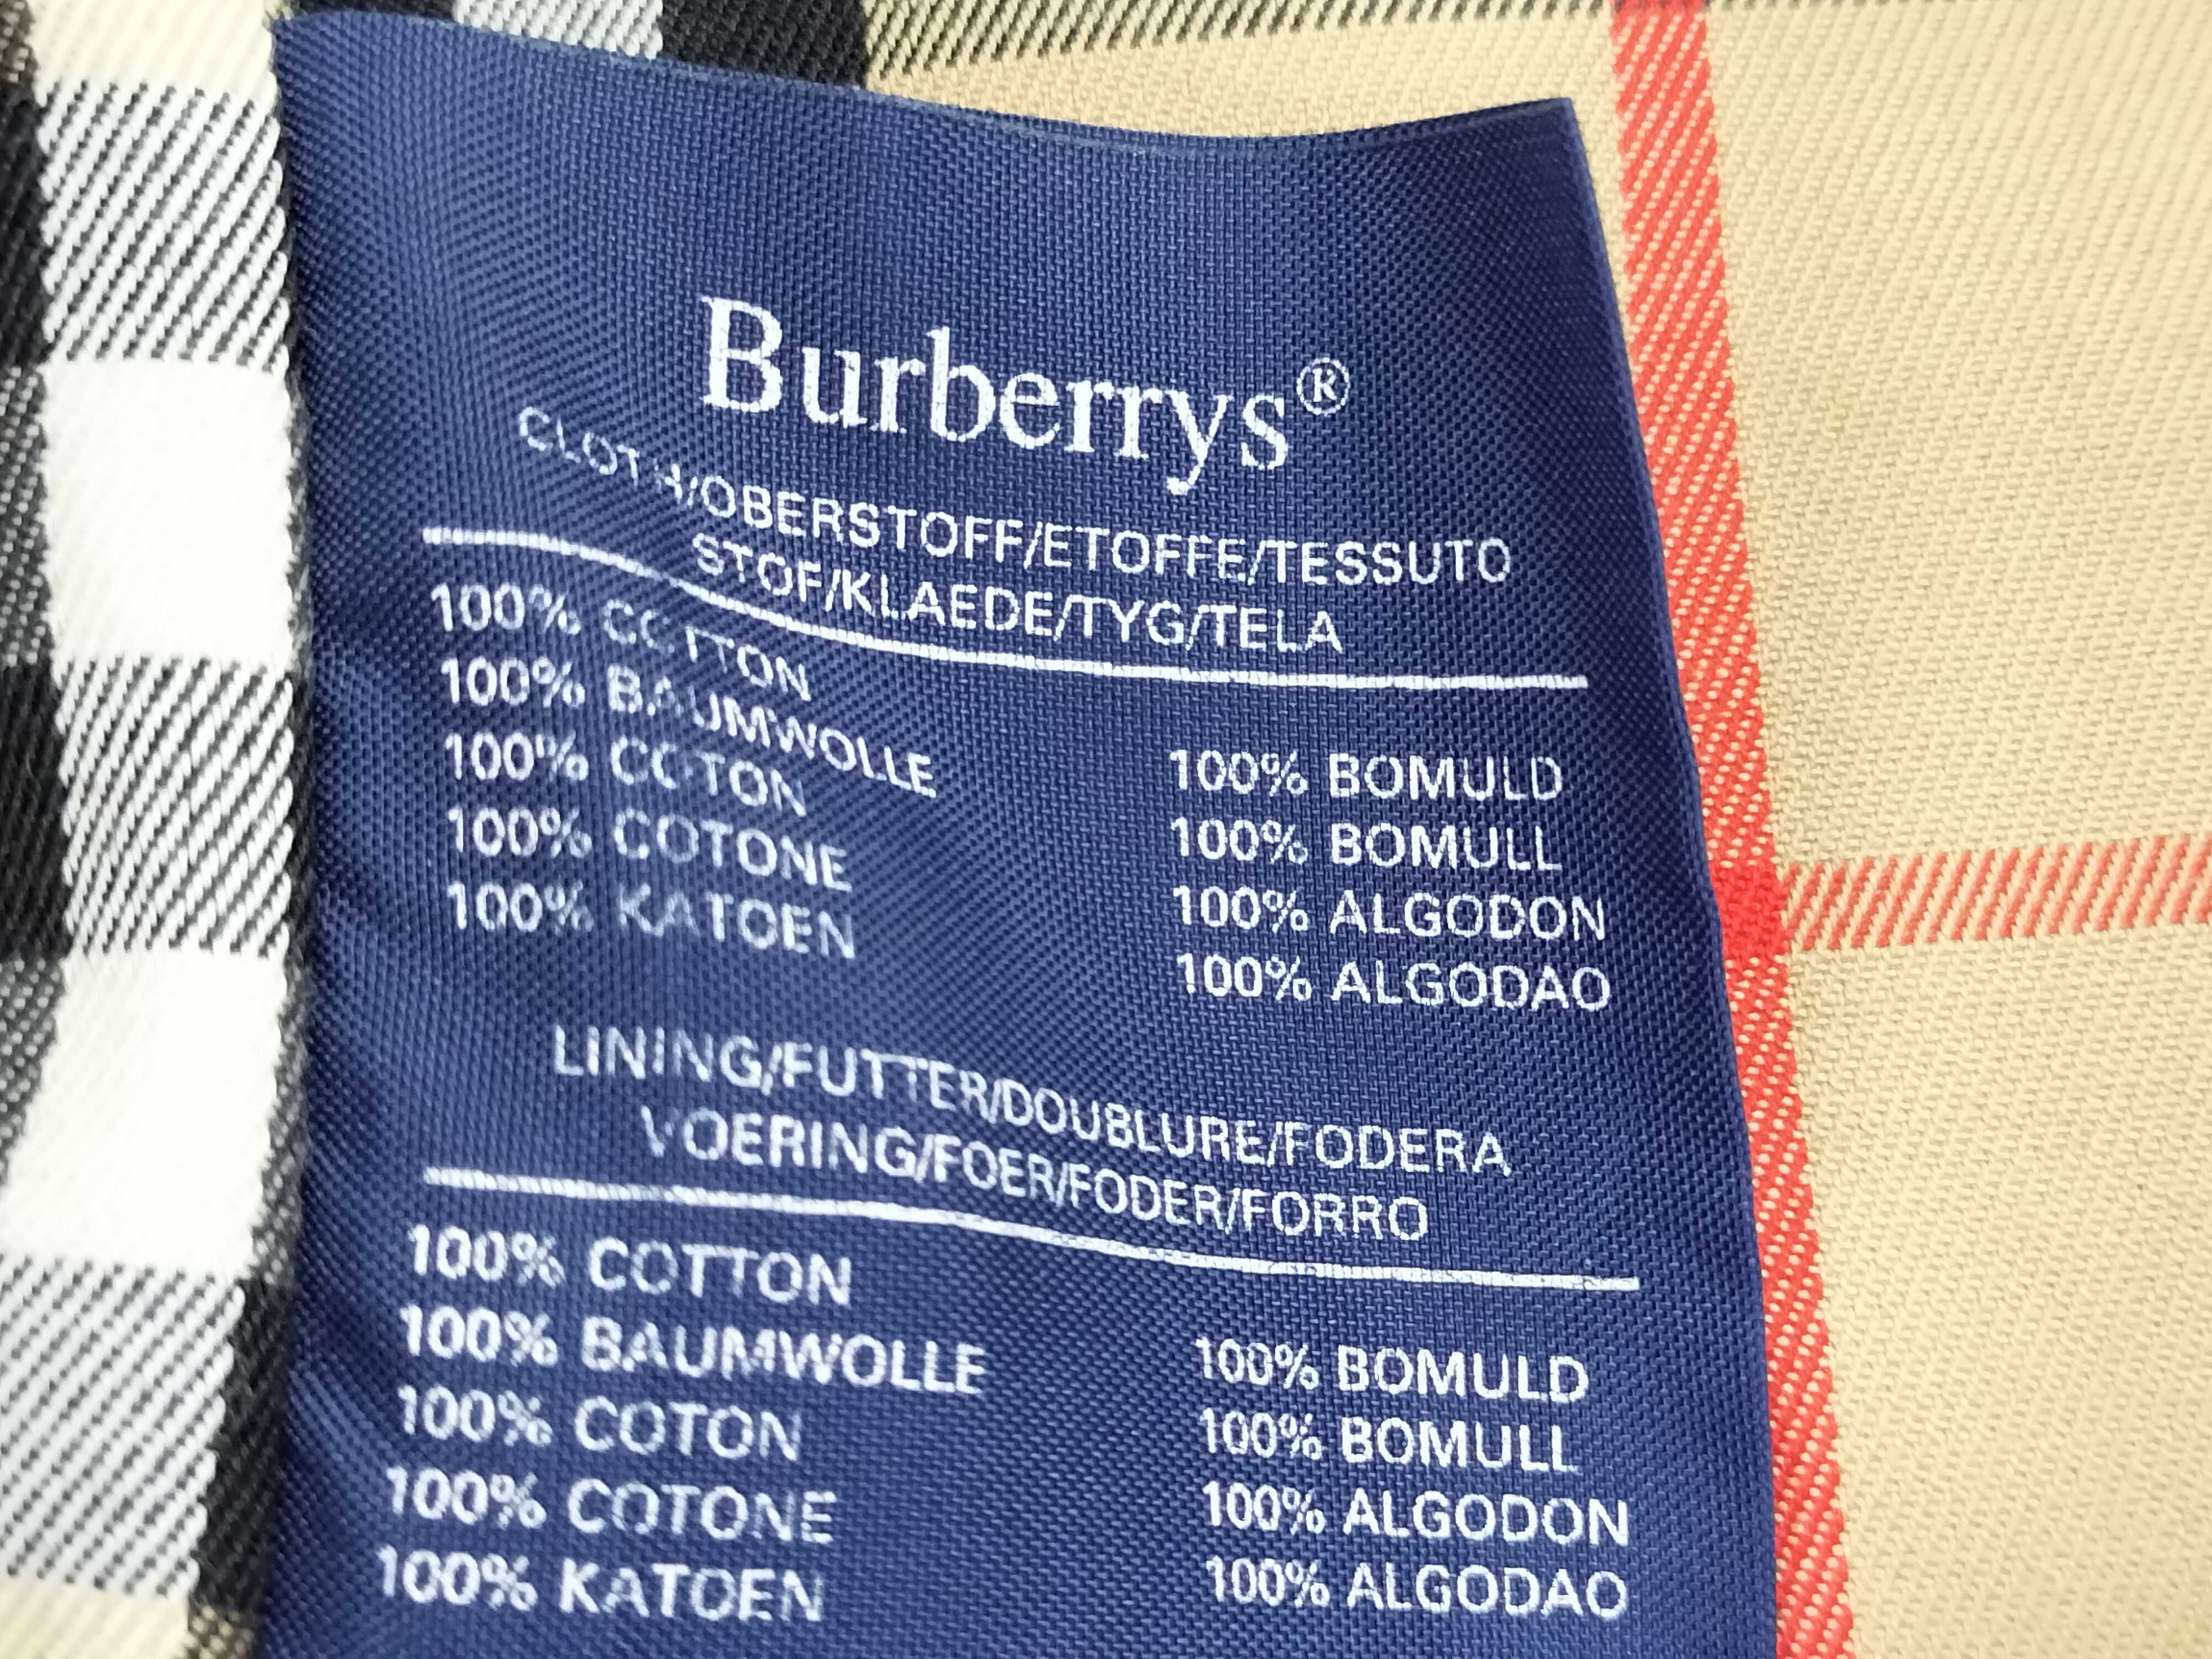 Burberrys®
CLOTH/OBERSTOFF/ETOFFE/TESSUTO
STOF/KLAEDE/TYG/TELA
100% COTTON
100% BAUMWOLLE
100% COTON
100% COTONE
100% KATOEN
100% BOMULD
100% BOMULL
100% ALGODON
100% ALGODAO
LINING/FUTTER/DOUBLURE/FODERA
VOERING/FOER/FODER/FORRO
100% COTTON
100% BAUMWOLLE
100% COTON
100% COTONE
100% KATOEN
100% BOMULD
100% BOMULL
100% ALGODON
100% ALGODAO